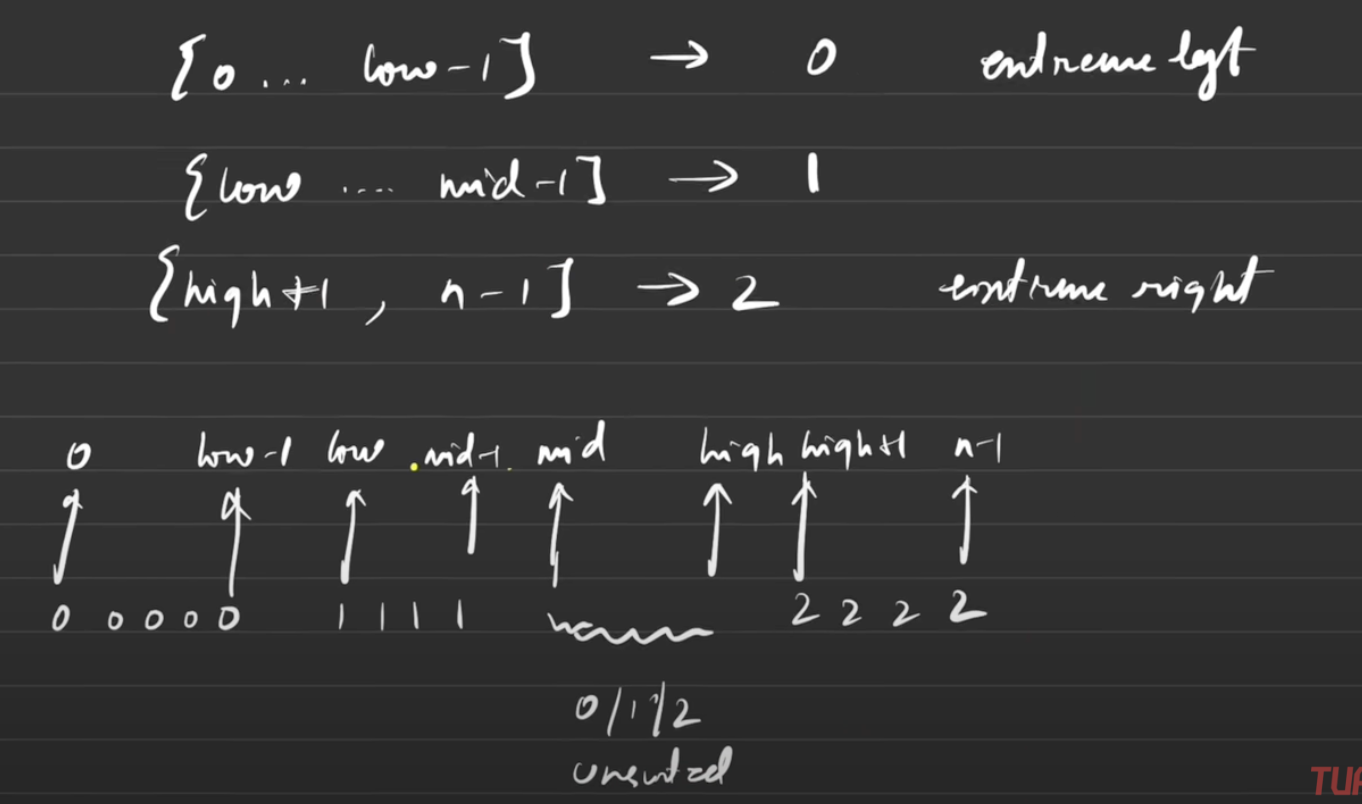 [0 ... low-1] → 0 extreme left
[low .... mid-1] → 1
[high+1, n-1] → 2 extreme right
0 low-1 low mid-1 mid high high+1 n-1
0 0 0 0 0 1 1 1 1 2 2 2 2
0/1/2
unsorted
TUF